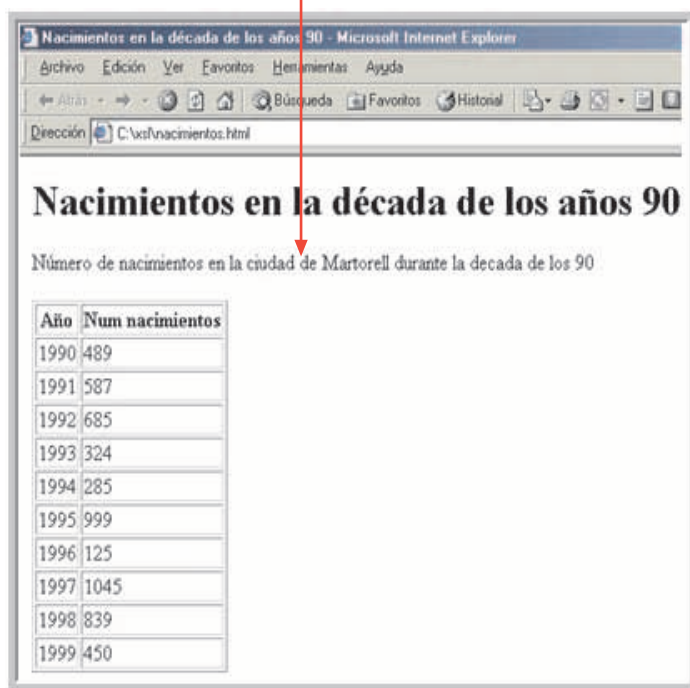 Nacimientos en la década de los años 90 - Microsoft Internet Explorer
Archivo Edición Ver Favoritos Herramientas Ayuda
Atrás Búsqueda Favoritos Historial
Dirección C:\xsl\nacimientos.html
Nacimientos en la década de los años 90
Número de nacimientos en la ciudad de Martorell durante la decada de los 90
Año Num nacimientos
1990 489
1991 587
1992 685
1993 324
1994 285
1995 999
1996 125
1997 1045
1998 839
1999 450